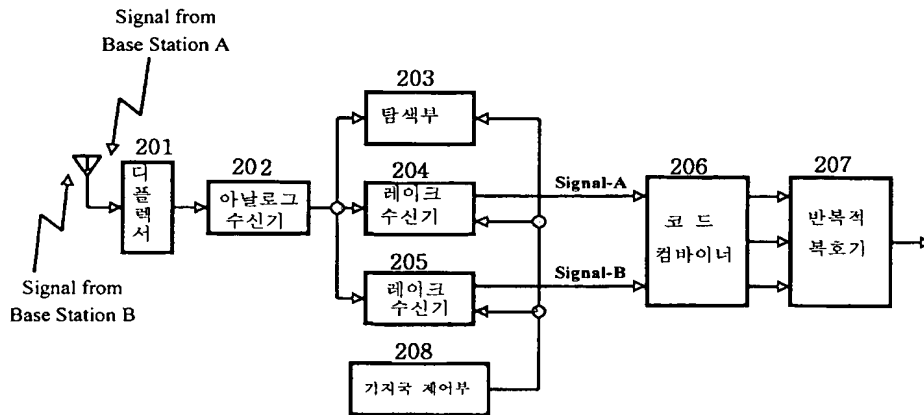 Signal from
Base Station A
201
디플렉서
202
아날로그
수신기
203
탐색부
204
레이크
수신기
Signal-A
205
레이크
수신기
Signal-B
206
코 드
컴바이너
207
반복적
복호기
208
기지국 제어부
Signal from
Base Station B